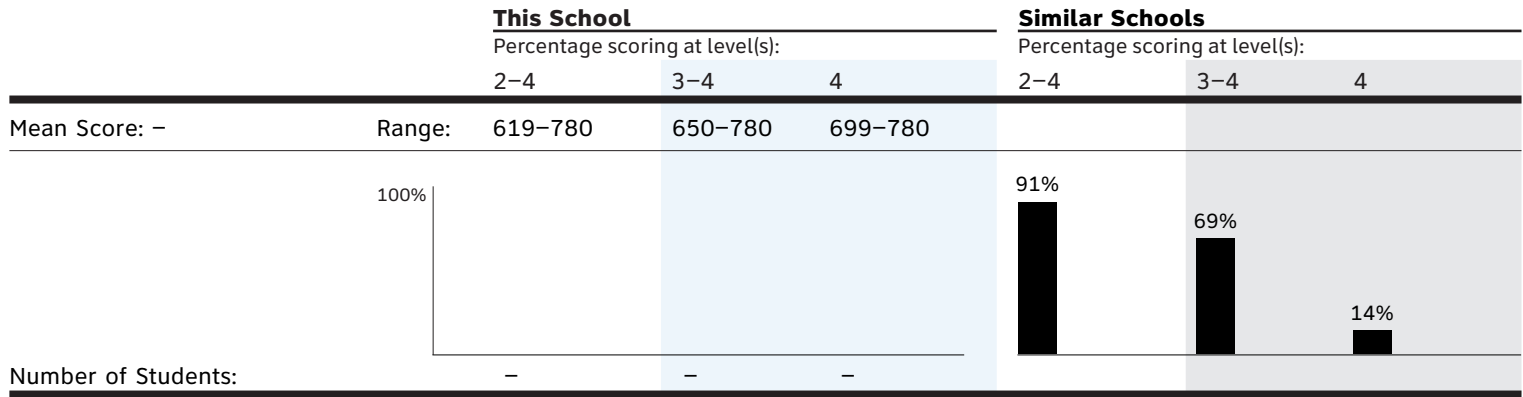 This School Similar Schools
Percentage scoring at level(s): Percentage scoring at level(s):
2–4 3–4 4 2–4 3–4 4
Mean Score: – Range: 619–780 650–780 699–780
100%
91%
69%
14%
Number of Students: – – –